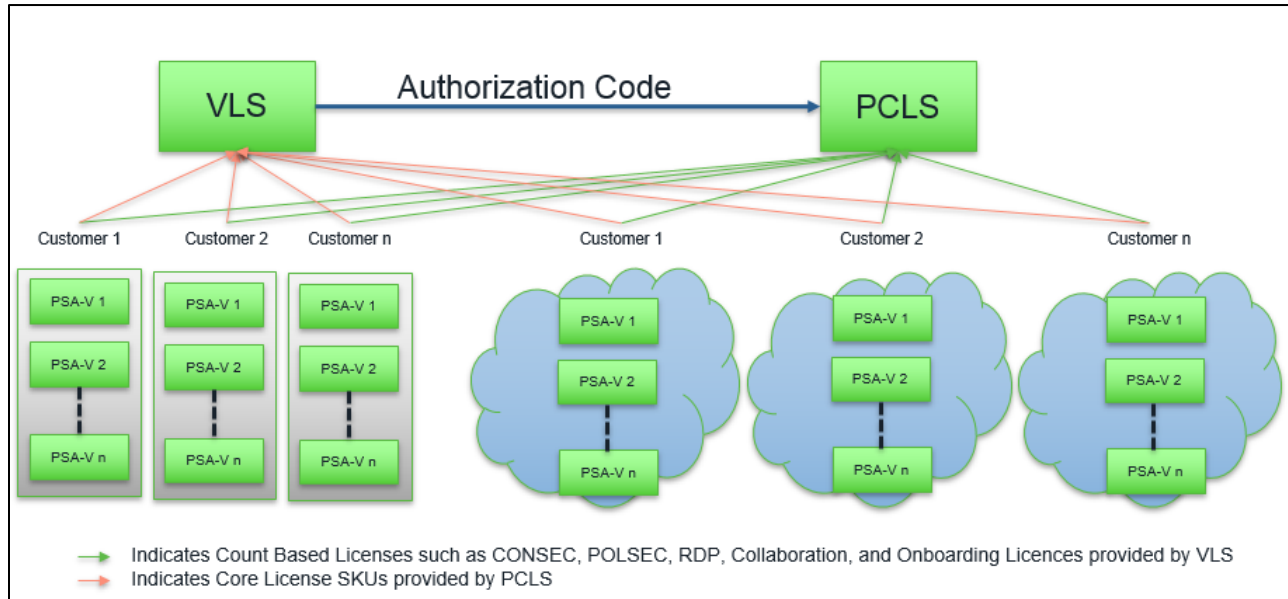 VLS
Authorization Code
PCLS
Customer 1
Customer 2
Customer n
Customer 1
Customer 2
Customer n
PSA-V 1
PSA-V 2
PSA-V n
PSA-V 1
PSA-V 2
PSA-V n
PSA-V 1
PSA-V 2
PSA-V n
PSA-V 1
PSA-V 2
PSA-V n
PSA-V 1
PSA-V 2
PSA-V n
PSA-V 1
PSA-V 2
PSA-V n
Indicates Count Based Licenses such as CONSEC, POLSEC, RDP, Collaboration, and Onboarding Licences provided by VLS
Indicates Core License SKUs provided by PCLS